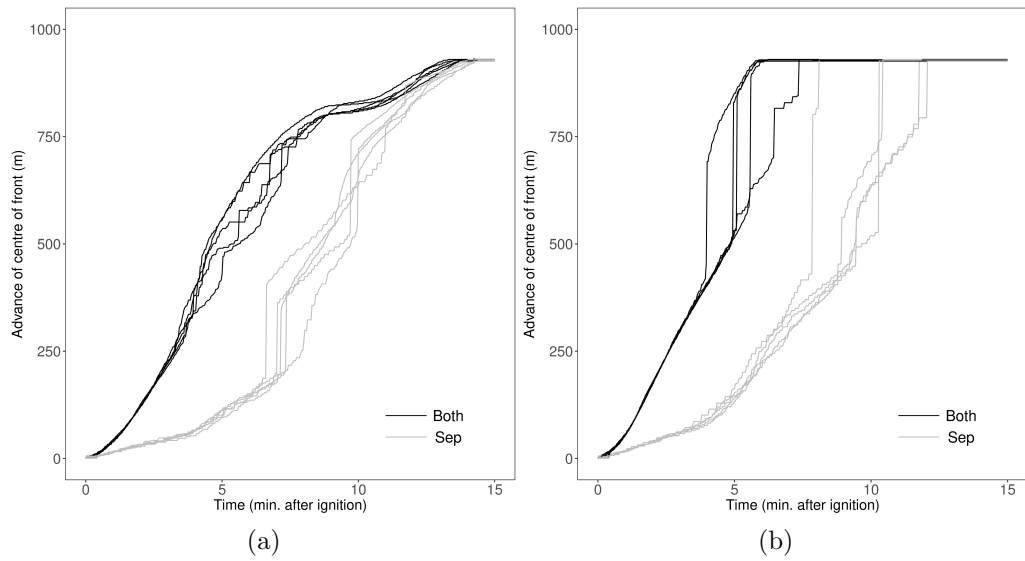 1000
750
500
250
0
Advance of centre of front (m)
Both
Sep
0 5 10 15
Time (min. after ignition)
(a)
1000
750
500
250
0
Advance of centre of front (m)
Both
Sep
0 5 10 15
Time (min. after ignition)
(b)